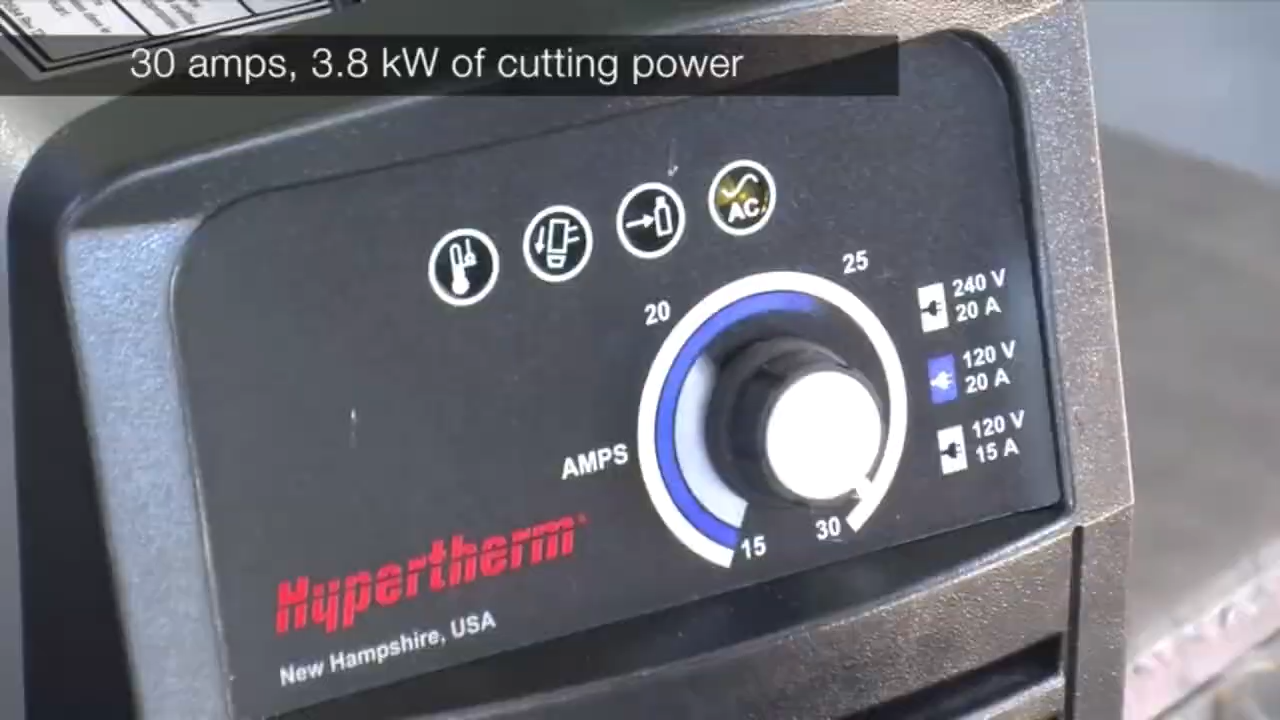 30 amps, 3.8 kW of cutting power
AC
25
20
240 V
20 A
120 V
20 A
120 V
15 A
AMPS
15
30
Hypertherm
New Hampshire, USA